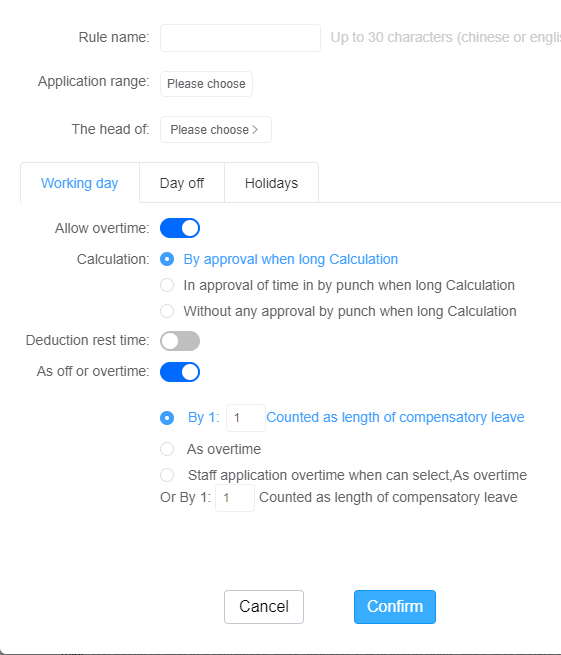 Rule name: Up to 30 characters (chinese or engli
Application range: Please choose
The head of: Please choose >
Working day Day off Holidays
Allow overtime:
Calculation: By approval when long Calculation
In approval of time in by punch when long Calculation
Without any approval by punch when long Calculation
Deduction rest time:
As off or overtime:
By 1: 1 Counted as length of compensatory leave
As overtime
Staff application overtime when can select,As overtime
Or By 1: 1 Counted as length of compensatory leave
Cancel Confirm